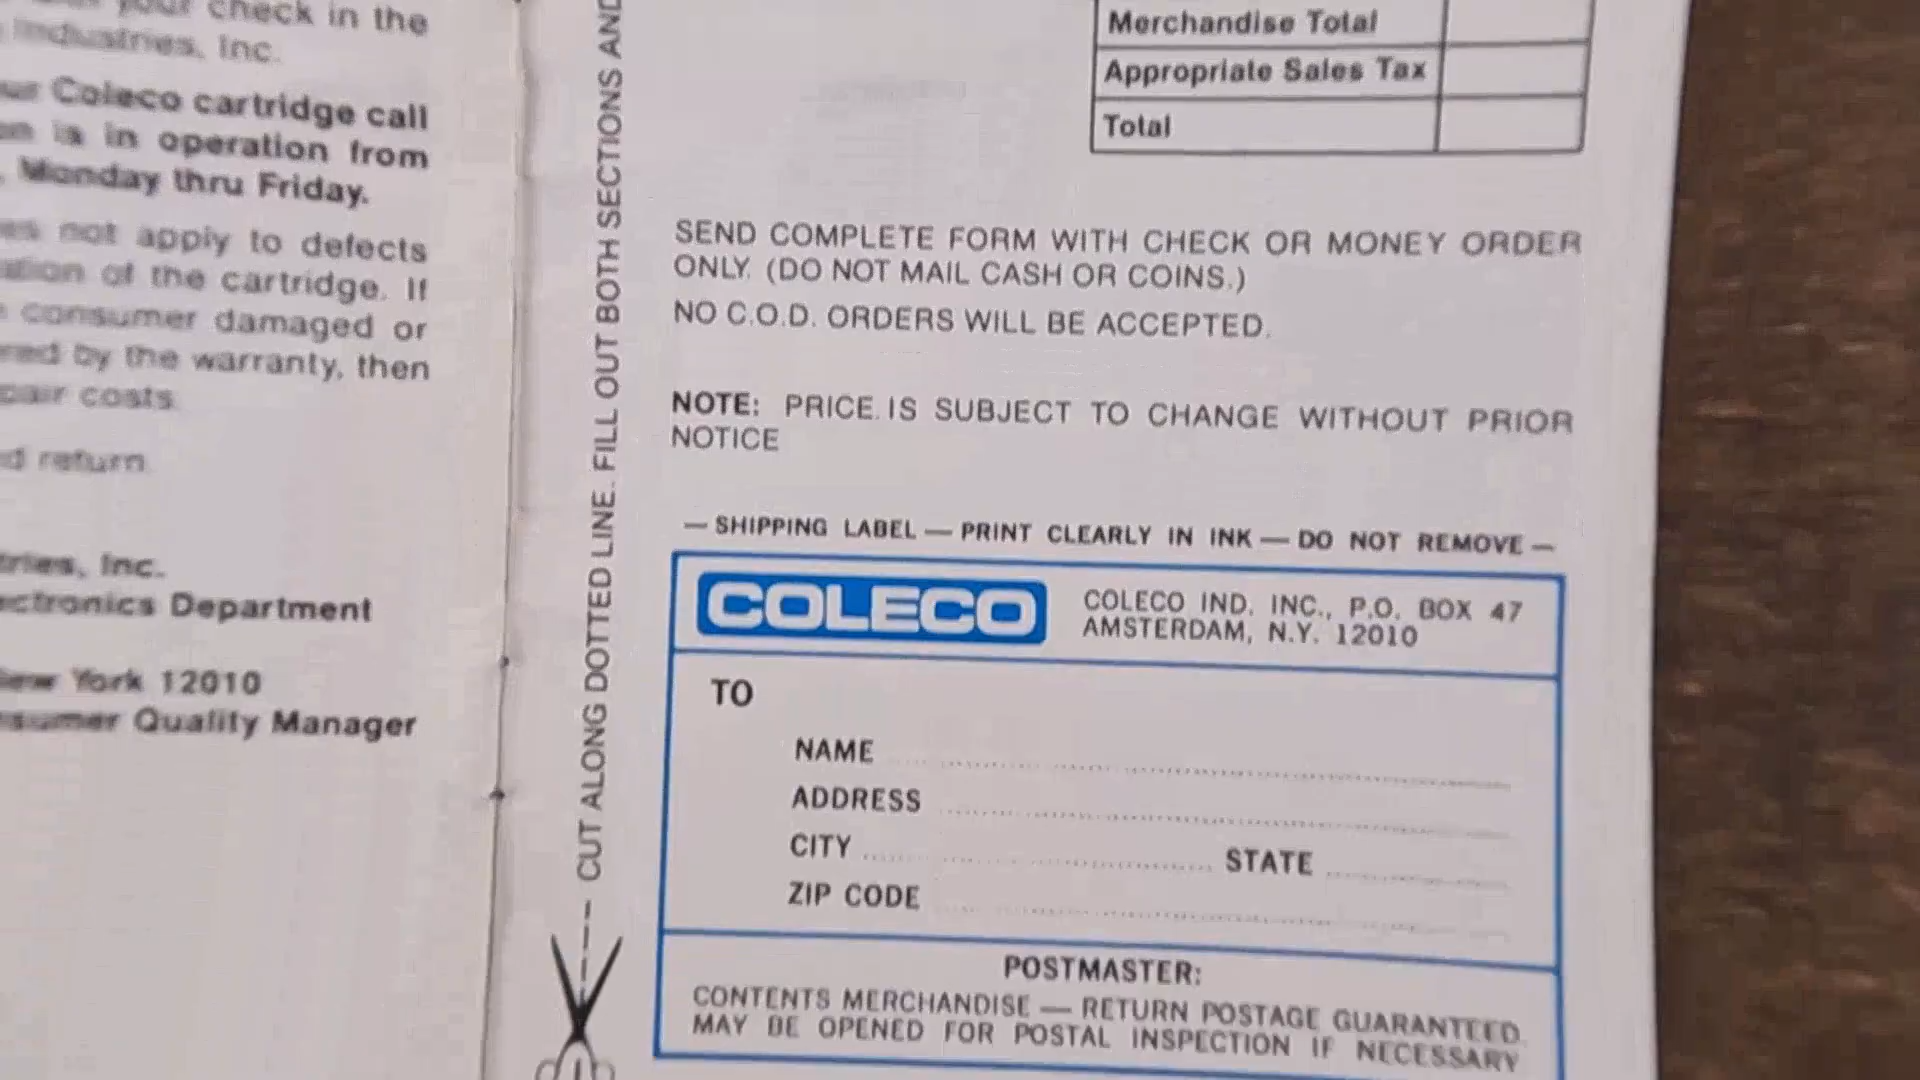 your check in the
Industries, Inc.
Coleco cartridge call
is in operation from
Monday thru Friday.
not apply to defects
of the cartridge. If
consumer damaged or
by the warranty, then
costs
return
Inc.
Department
York 12010
Quality Manager
CUT ALONG DOTTED LINE. FILL OUT BOTH SECTIONS AND
Merchandise Total
Appropriate Sales Tax
Total
SEND COMPLETE FORM WITH CHECK OR MONEY ORDER
ONLY. (DO NOT MAIL CASH OR COINS.)
NO C.O.D. ORDERS WILL BE ACCEPTED.
NOTE: PRICE IS SUBJECT TO CHANGE WITHOUT PRIOR
NOTICE
— SHIPPING LABEL — PRINT CLEARLY IN INK — DO NOT REMOVE —
COLECO
COLECO IND. INC., P.O. BOX 47
AMSTERDAM, N.Y. 12010
TO
NAME
ADDRESS
CITY STATE
ZIP CODE
POSTMASTER:
CONTENTS MERCHANDISE — RETURN POSTAGE GUARANTEED
MAY BE OPENED FOR POSTAL INSPECTION IF NECESSARY